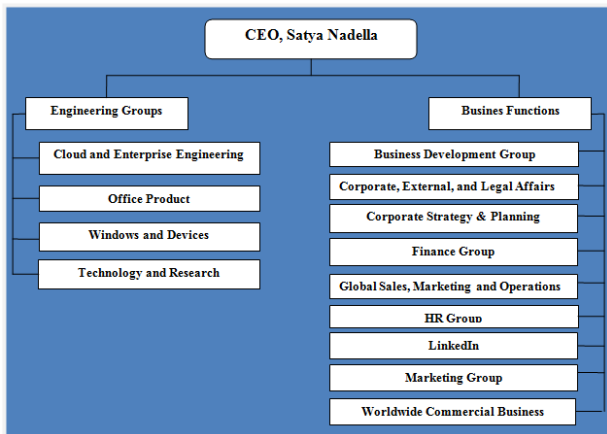 CEO, Satya Nadella
Engineering Groups
Cloud and Enterprise Engineering
Office Product
Windows and Devices
Technology and Research
Busines Functions
Business Development Group
Corporate, External, and Legal Affairs
Corporate Strategy & Planning
Finance Group
Global Sales, Marketing and Operations
HR Group
LinkedIn
Marketing Group
Worldwide Commercial Business